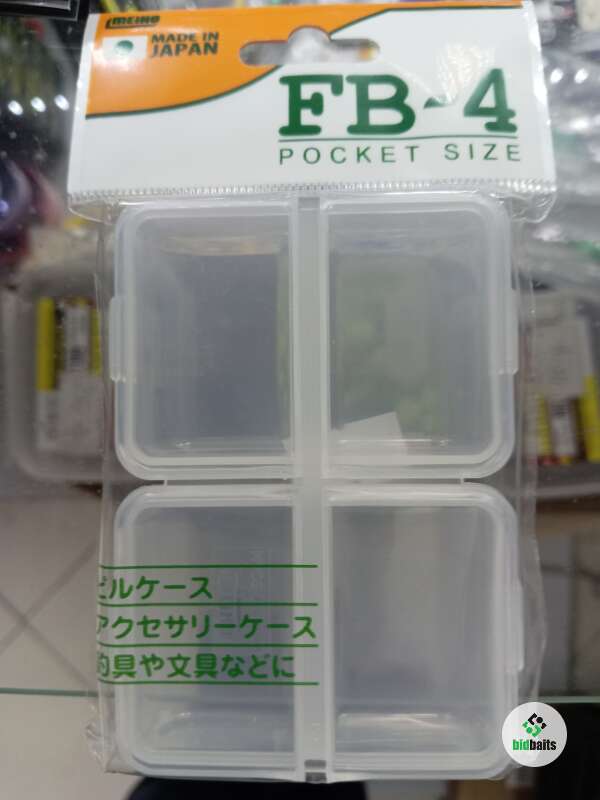 MEIHO
MADE IN
JAPAN
FB-4
POCKET SIZE
ピルケース
アクセサリーケース
釣具や文具などに
bidbaits